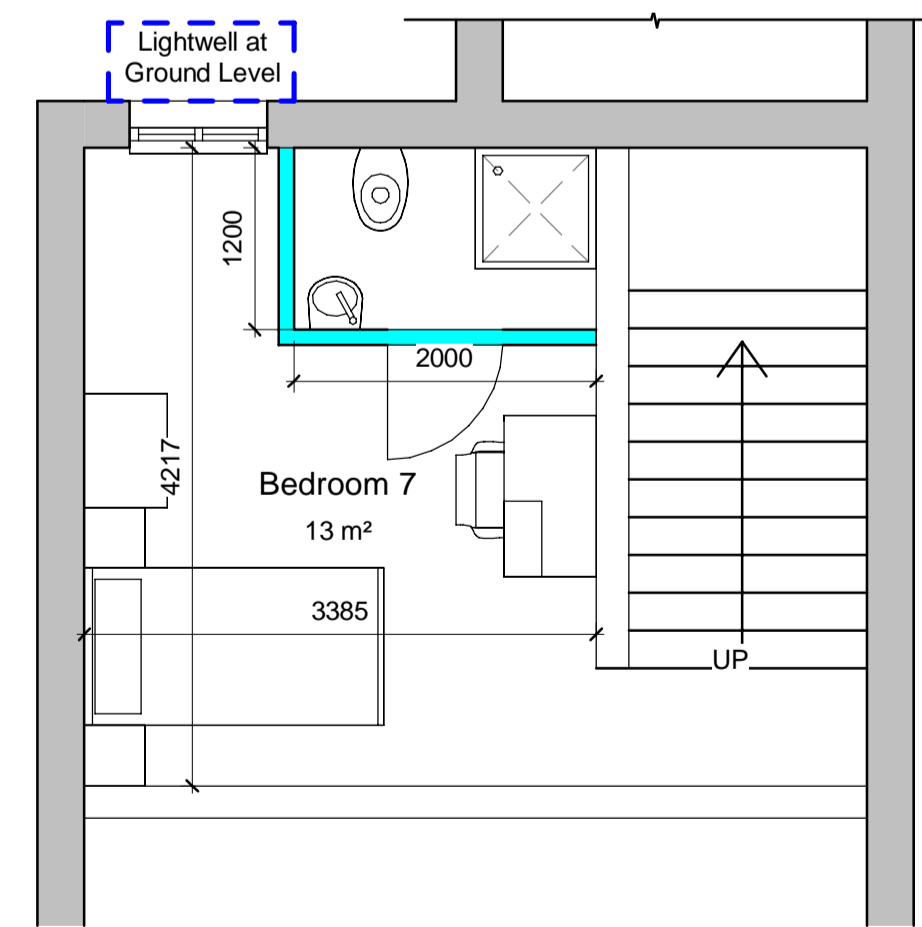 Lightwell at
Ground Level
1200
2000
4217
Bedroom 7
13 m²
3385
UP